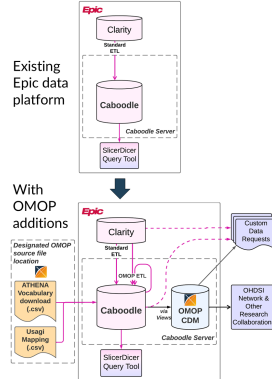 Epic
Clarity
Standard
ETL
Existing
Epic data
platform
Caboodle
Caboodle Server
SlicerDicer
Query Tool
With
OMOP
additions
Epic
Custom
Data
Requests
Clarity
Designated OMOP
source file
location
Standard
ETL
OMOP ETL
ATHENA
Vocabulary
download
(.csv)
Caboodle
via
Views
OMOP
CDM
OHDSI
Network &
Other
Research
Collaborations
Usagi
Mapping
(.csv)
Caboodle Server
SlicerDicer
Query Tool